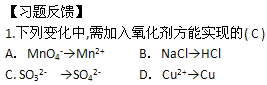 【习题反馈】
1.下列变化中,需加入氧化剂方能实现的( C )
A. MnO₄⁻→Mn²⁺ B. NaCl→HCl
C. SO₃²⁻ →SO₄²⁻ D. Cu²⁺→Cu